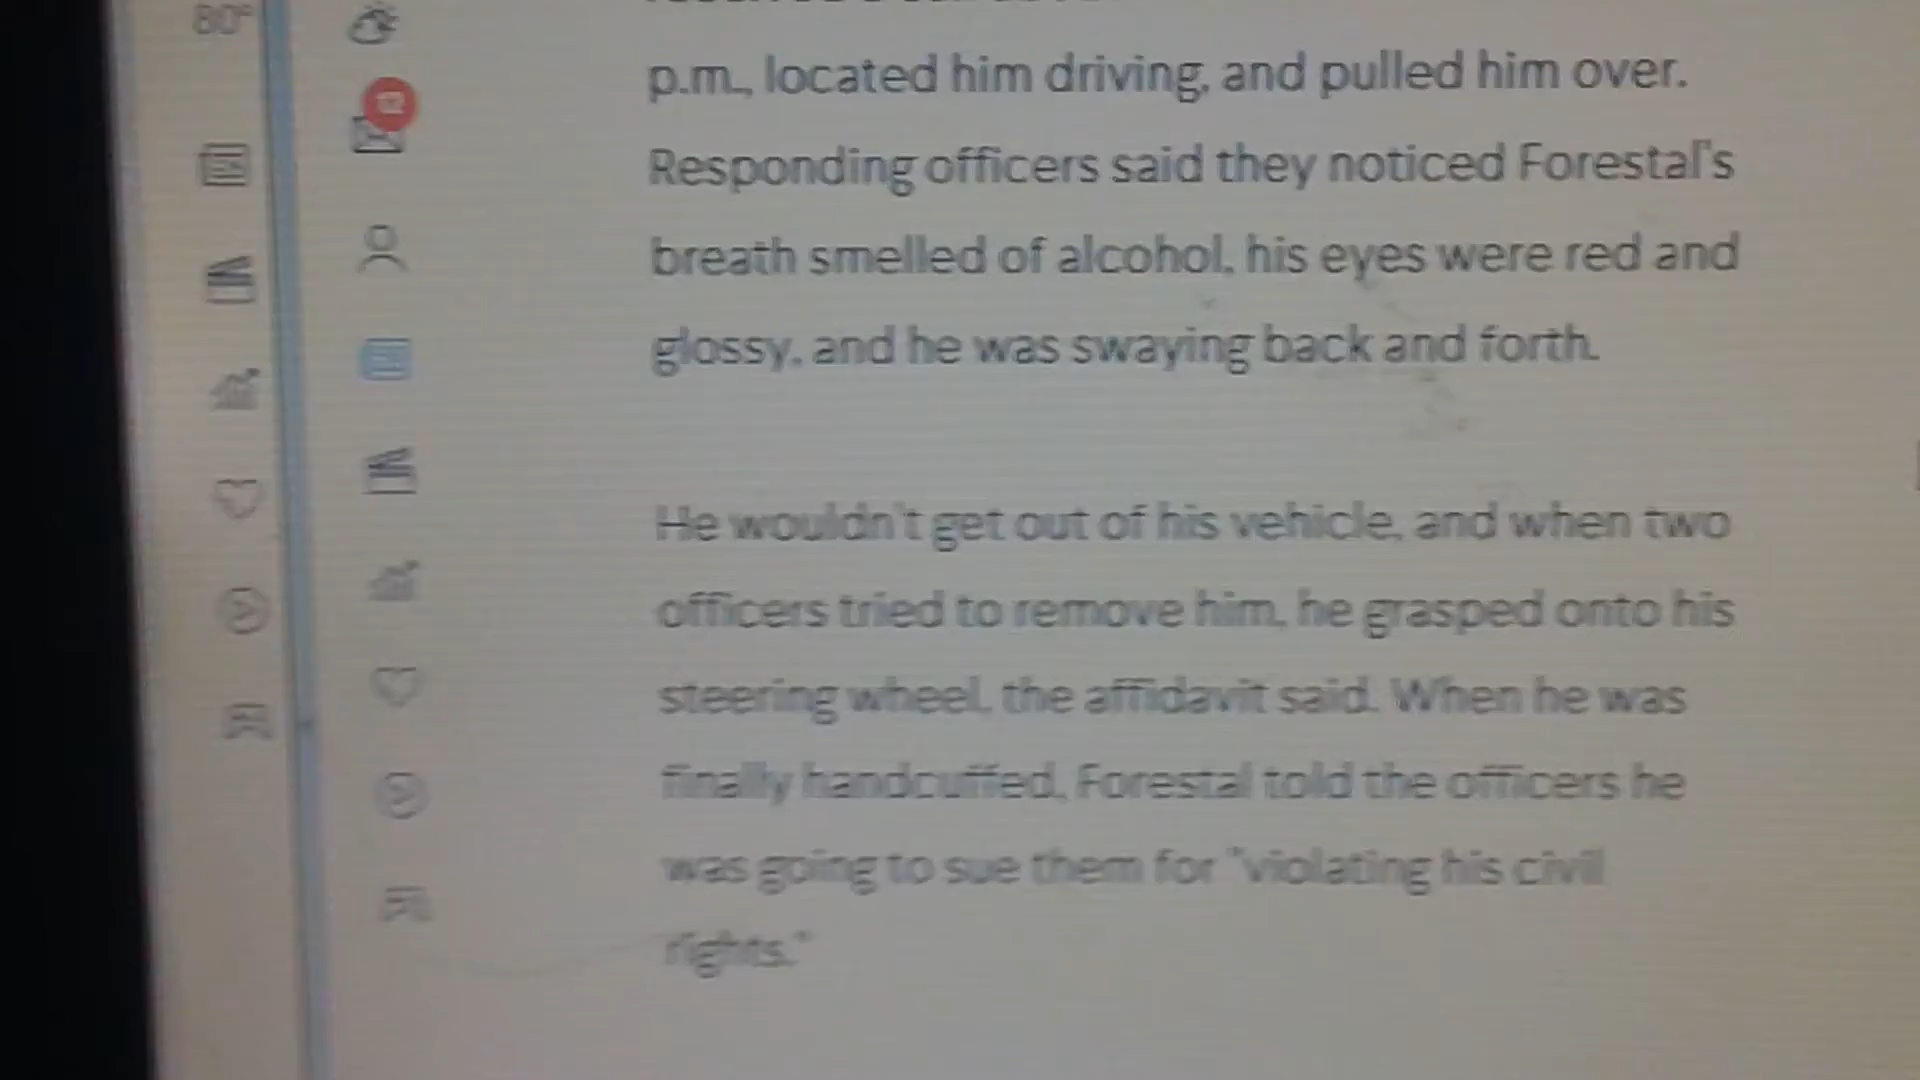 80°
12
p.m., located him driving, and pulled him over.
Responding officers said they noticed Forestal's
breath smelled of alcohol, his eyes were red and
glossy, and he was swaying back and forth.
He wouldn't get out of his vehicle, and when two
officers tried to remove him, he grasped onto his
steering wheel, the affidavit said. When he was
finally handcuffed, Forestal told the officers he
was going to sue them for "violating his civil
rights."